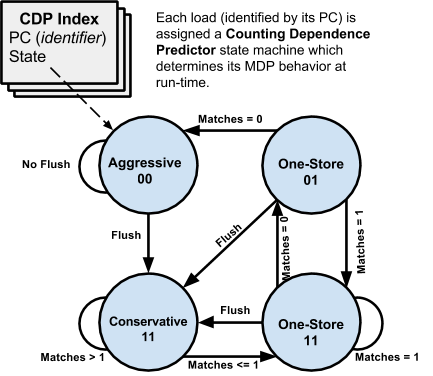 CDP Index
PC (identifier)
State
Each load (identified by its PC) is
assigned a Counting Dependence
Predictor state machine which
determines its MDP behavior at
run-time.
Matches = 0
No Flush
Aggressive
00
One-Store
01
Flush
Flush
Matches = 0
Matches = 1
Conservative
11
Flush
One-Store
11
Matches > 1
Matches <= 1
Matches = 1